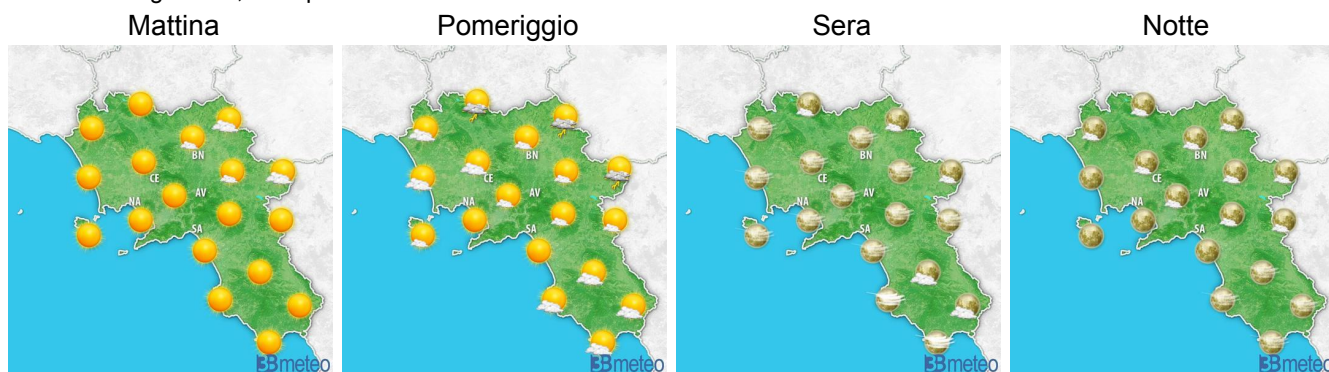 Mattina
Pomeriggio
Sera
Notte
BN
CE
AV
NA
SA
3Bmeteo
BN
CE
AV
NA
SA
3Bmeteo
BN
CE
AV
NA
SA
3Bmeteo
BN
CE
AV
NA
SA
3Bmeteo